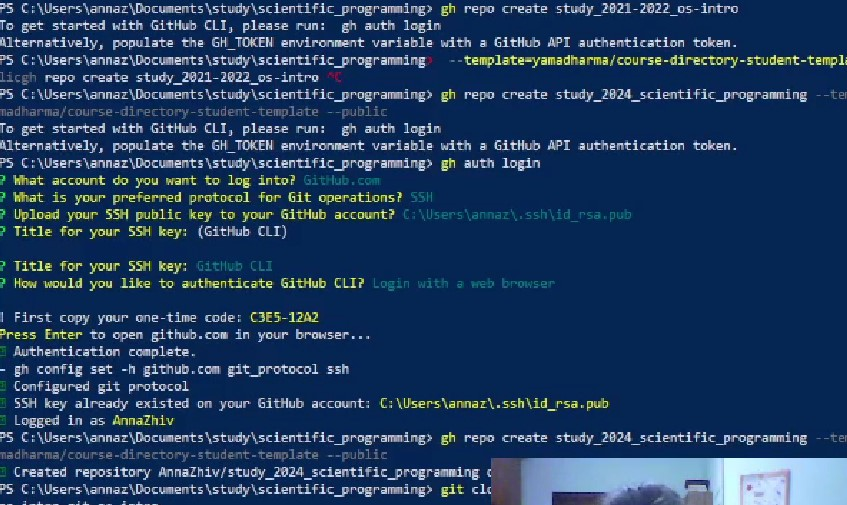 PS C:\Users\annaz\Documents\study\scientific_programming> gh repo create study_2021-2022_os-intro
To get started with GitHub CLI, please run:  gh auth login
Alternatively, populate the GH_TOKEN environment variable with a GitHub API authentication token.
PS C:\Users\annaz\Documents\study\scientific_programming>  --template=yamadharma/course-directory-student-templa
licgh repo create study_2021-2022_os-intro ^C
PS C:\Users\annaz\Documents\study\scientific_programming> gh repo create study_2024_scientific_programming --tem
madharma/course-directory-student-template --public
To get started with GitHub CLI, please run:  gh auth login
Alternatively, populate the GH_TOKEN environment variable with a GitHub API authentication token.
PS C:\Users\annaz\Documents\study\scientific_programming> gh auth login
? What account do you want to log into? GitHub.com
? What is your preferred protocol for Git operations? SSH
? Upload your SSH public key to your GitHub account? C:\Users\annaz\.ssh\id_rsa.pub
? Title for your SSH key: (GitHub CLI)
? Title for your SSH key: GitHub CLI
? How would you like to authenticate GitHub CLI? Login with a web browser
! First copy your one-time code: C3E5-12A2
Press Enter to open github.com in your browser...
Authentication complete.
- gh config set -h github.com git_protocol ssh
Configured git protocol
SSH key already existed on your GitHub account: C:\Users\annaz\.ssh\id_rsa.pub
Logged in as AnnaZhiv
PS C:\Users\annaz\Documents\study\scientific_programming> gh repo create study_2024_scientific_programming --tem
madharma/course-directory-student-template --public
Created repository AnnaZhiv/study_2024_scientific_programming
PS C:\Users\annaz\Documents\study\scientific_programming> git clo